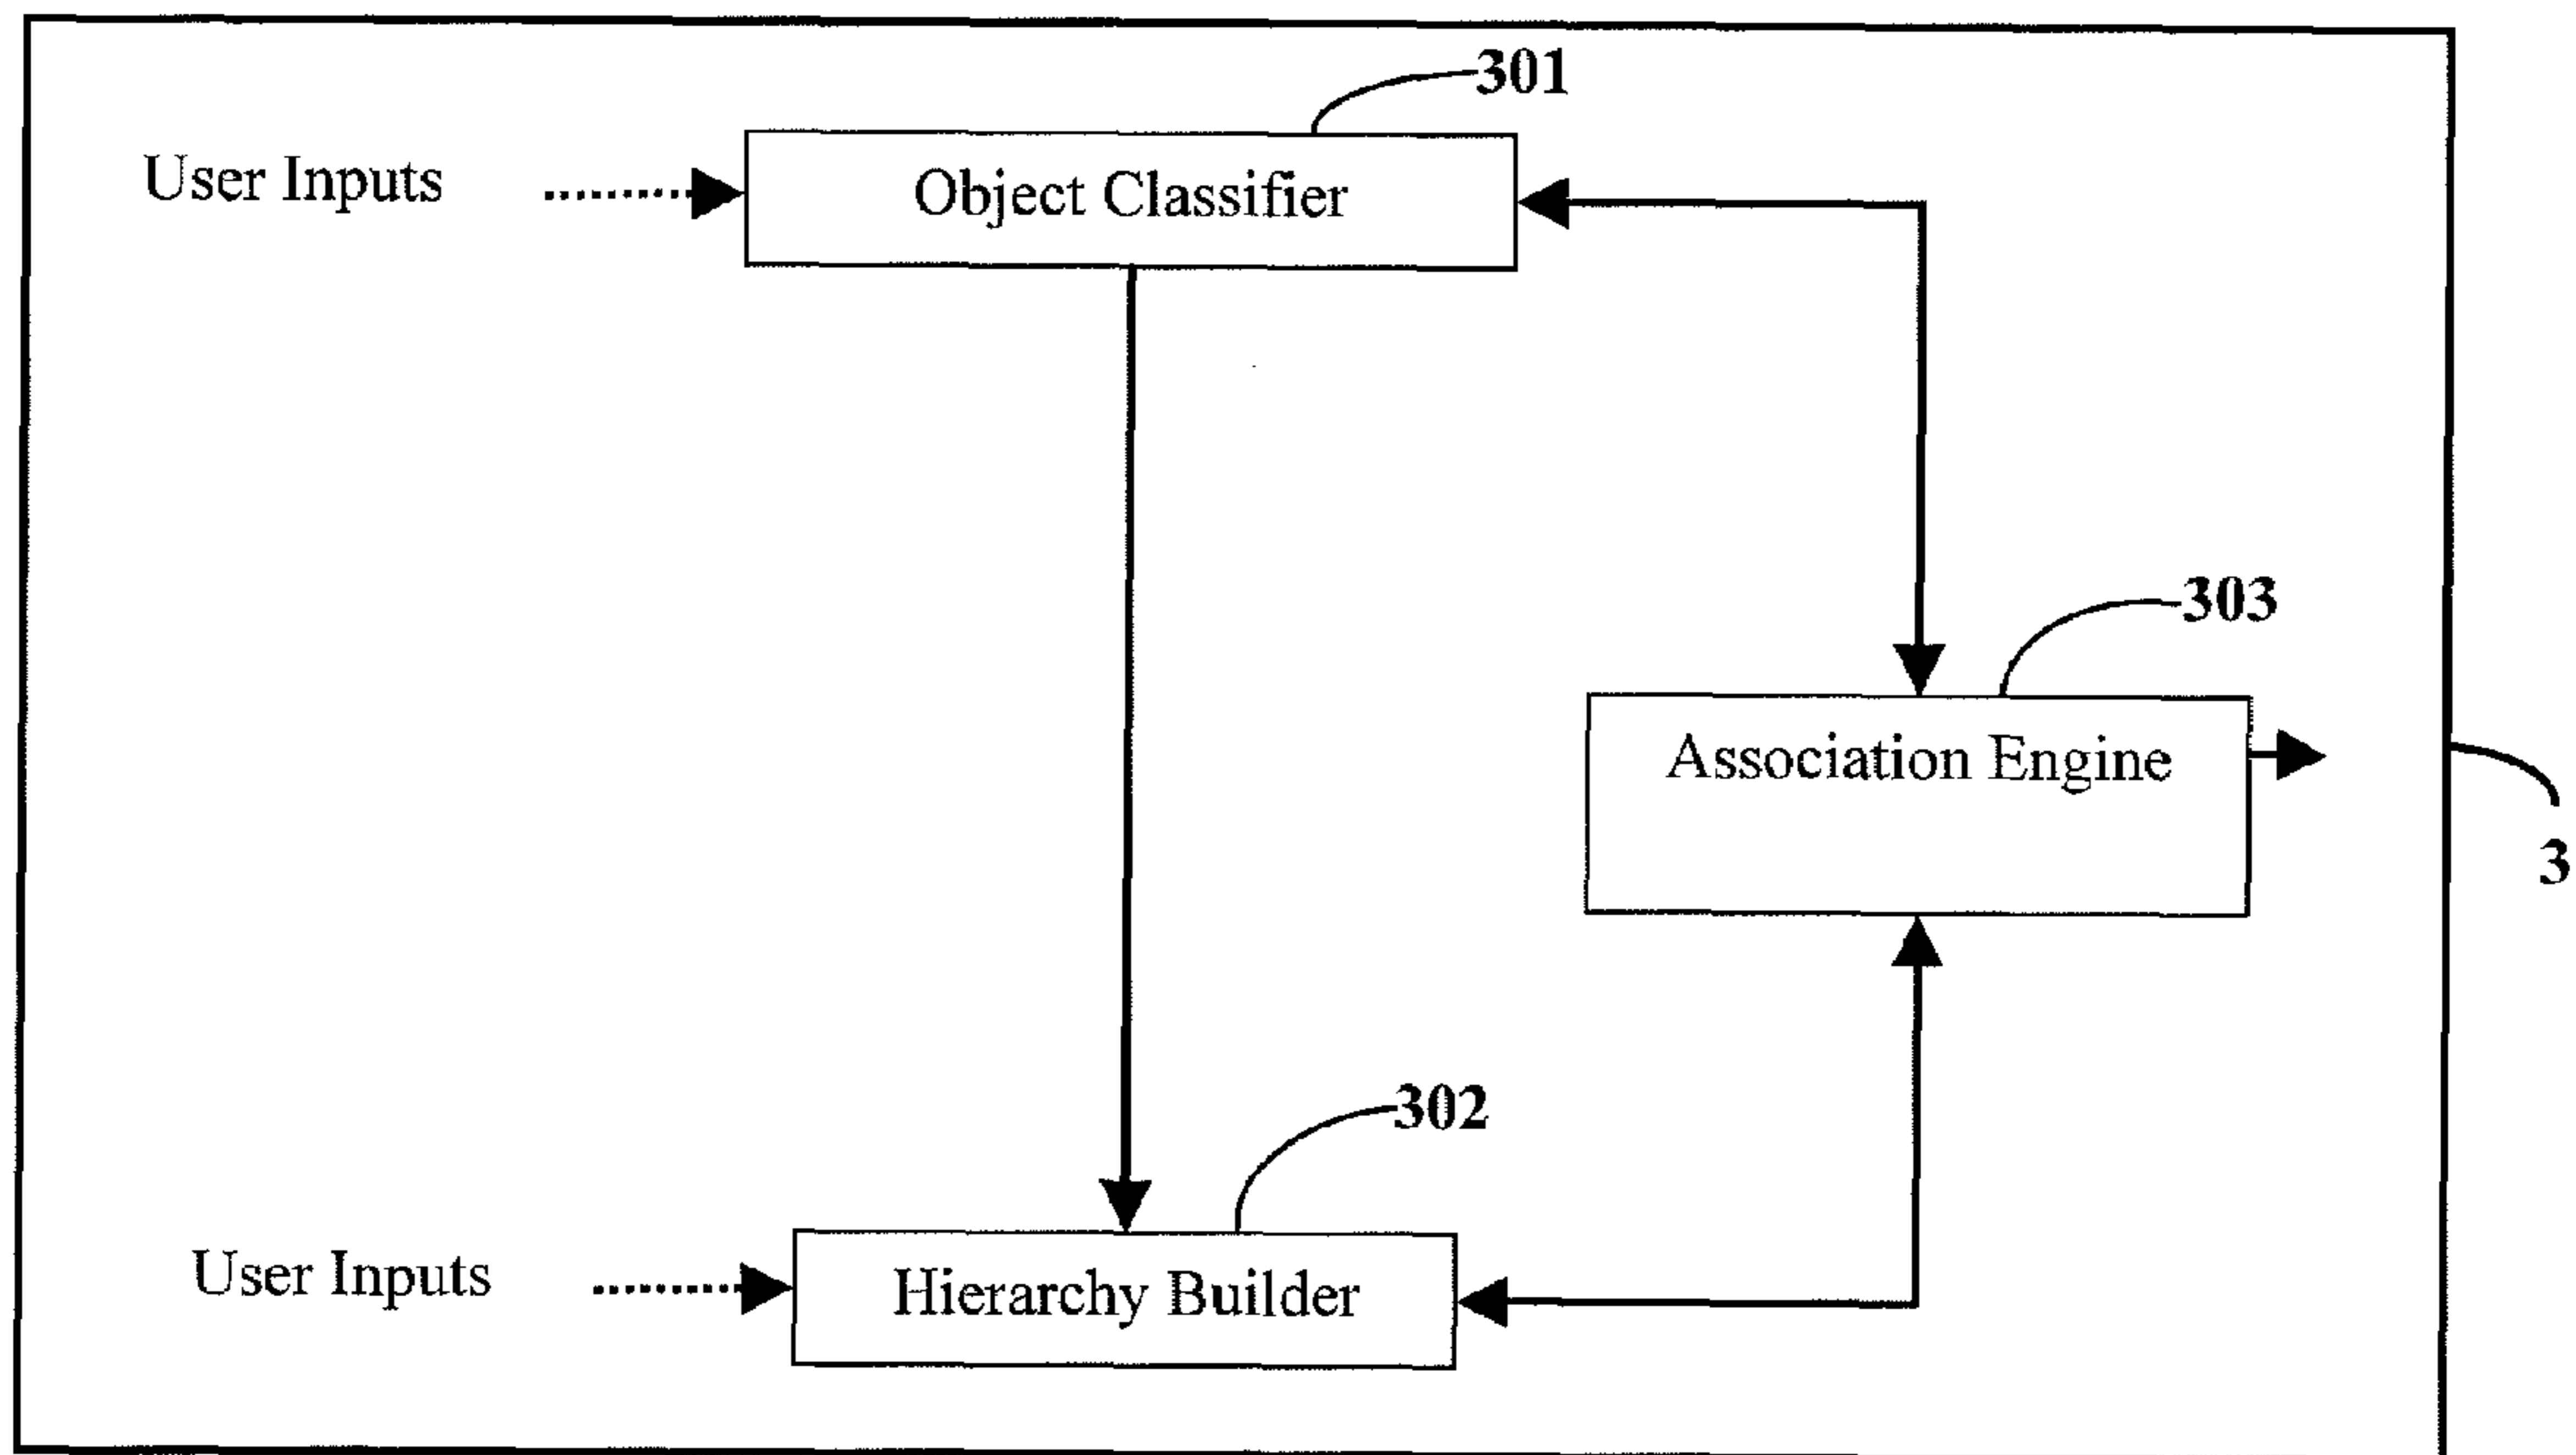 301
User Inputs
Object Classifier
303
Association Engine
3
302
User Inputs
Hierarchy Builder